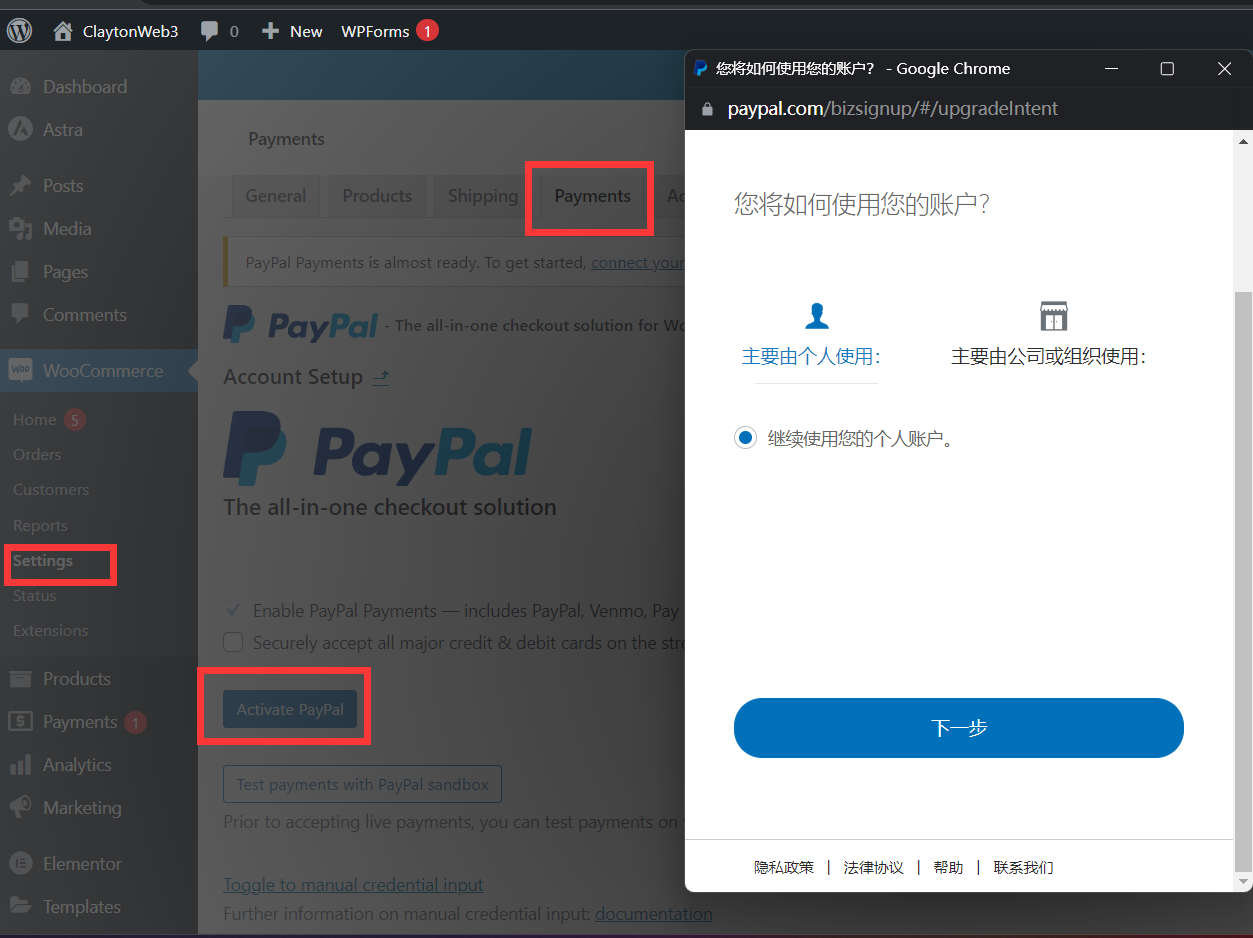 ClaytonWeb3 0 New WPForms 1
Dashboard
Astra
Posts
Media
Pages
Comments
WooCommerce
Home 5
Orders
Customers
Reports
Settings
Status
Extensions
Products
Payments 1
Analytics
Marketing
Elementor
Templates
Payments
General Products Shipping Payments
PayPal Payments is almost ready. To get started, connect your
PayPal - The all-in-one checkout solution for
Account Setup
PayPal
The all-in-one checkout solution
Enable PayPal Payments — includes PayPal, Venmo, Pay
Securely accept all major credit & debit cards on the
Activate PayPal
Test payments with PayPal sandbox
Prior to accepting live payments, you can test payments on
Toggle to manual credential input
Further information on manual credential input: documentation
您将如何使用您的账户? - Google Chrome
paypal.com/bizsignup/#/upgradeIntent
您将如何使用您的账户?
主要由个人使用: 主要由公司或组织使用:
继续使用您的个人账户。
下一步
隐私政策 | 法律协议 | 帮助 | 联系我们